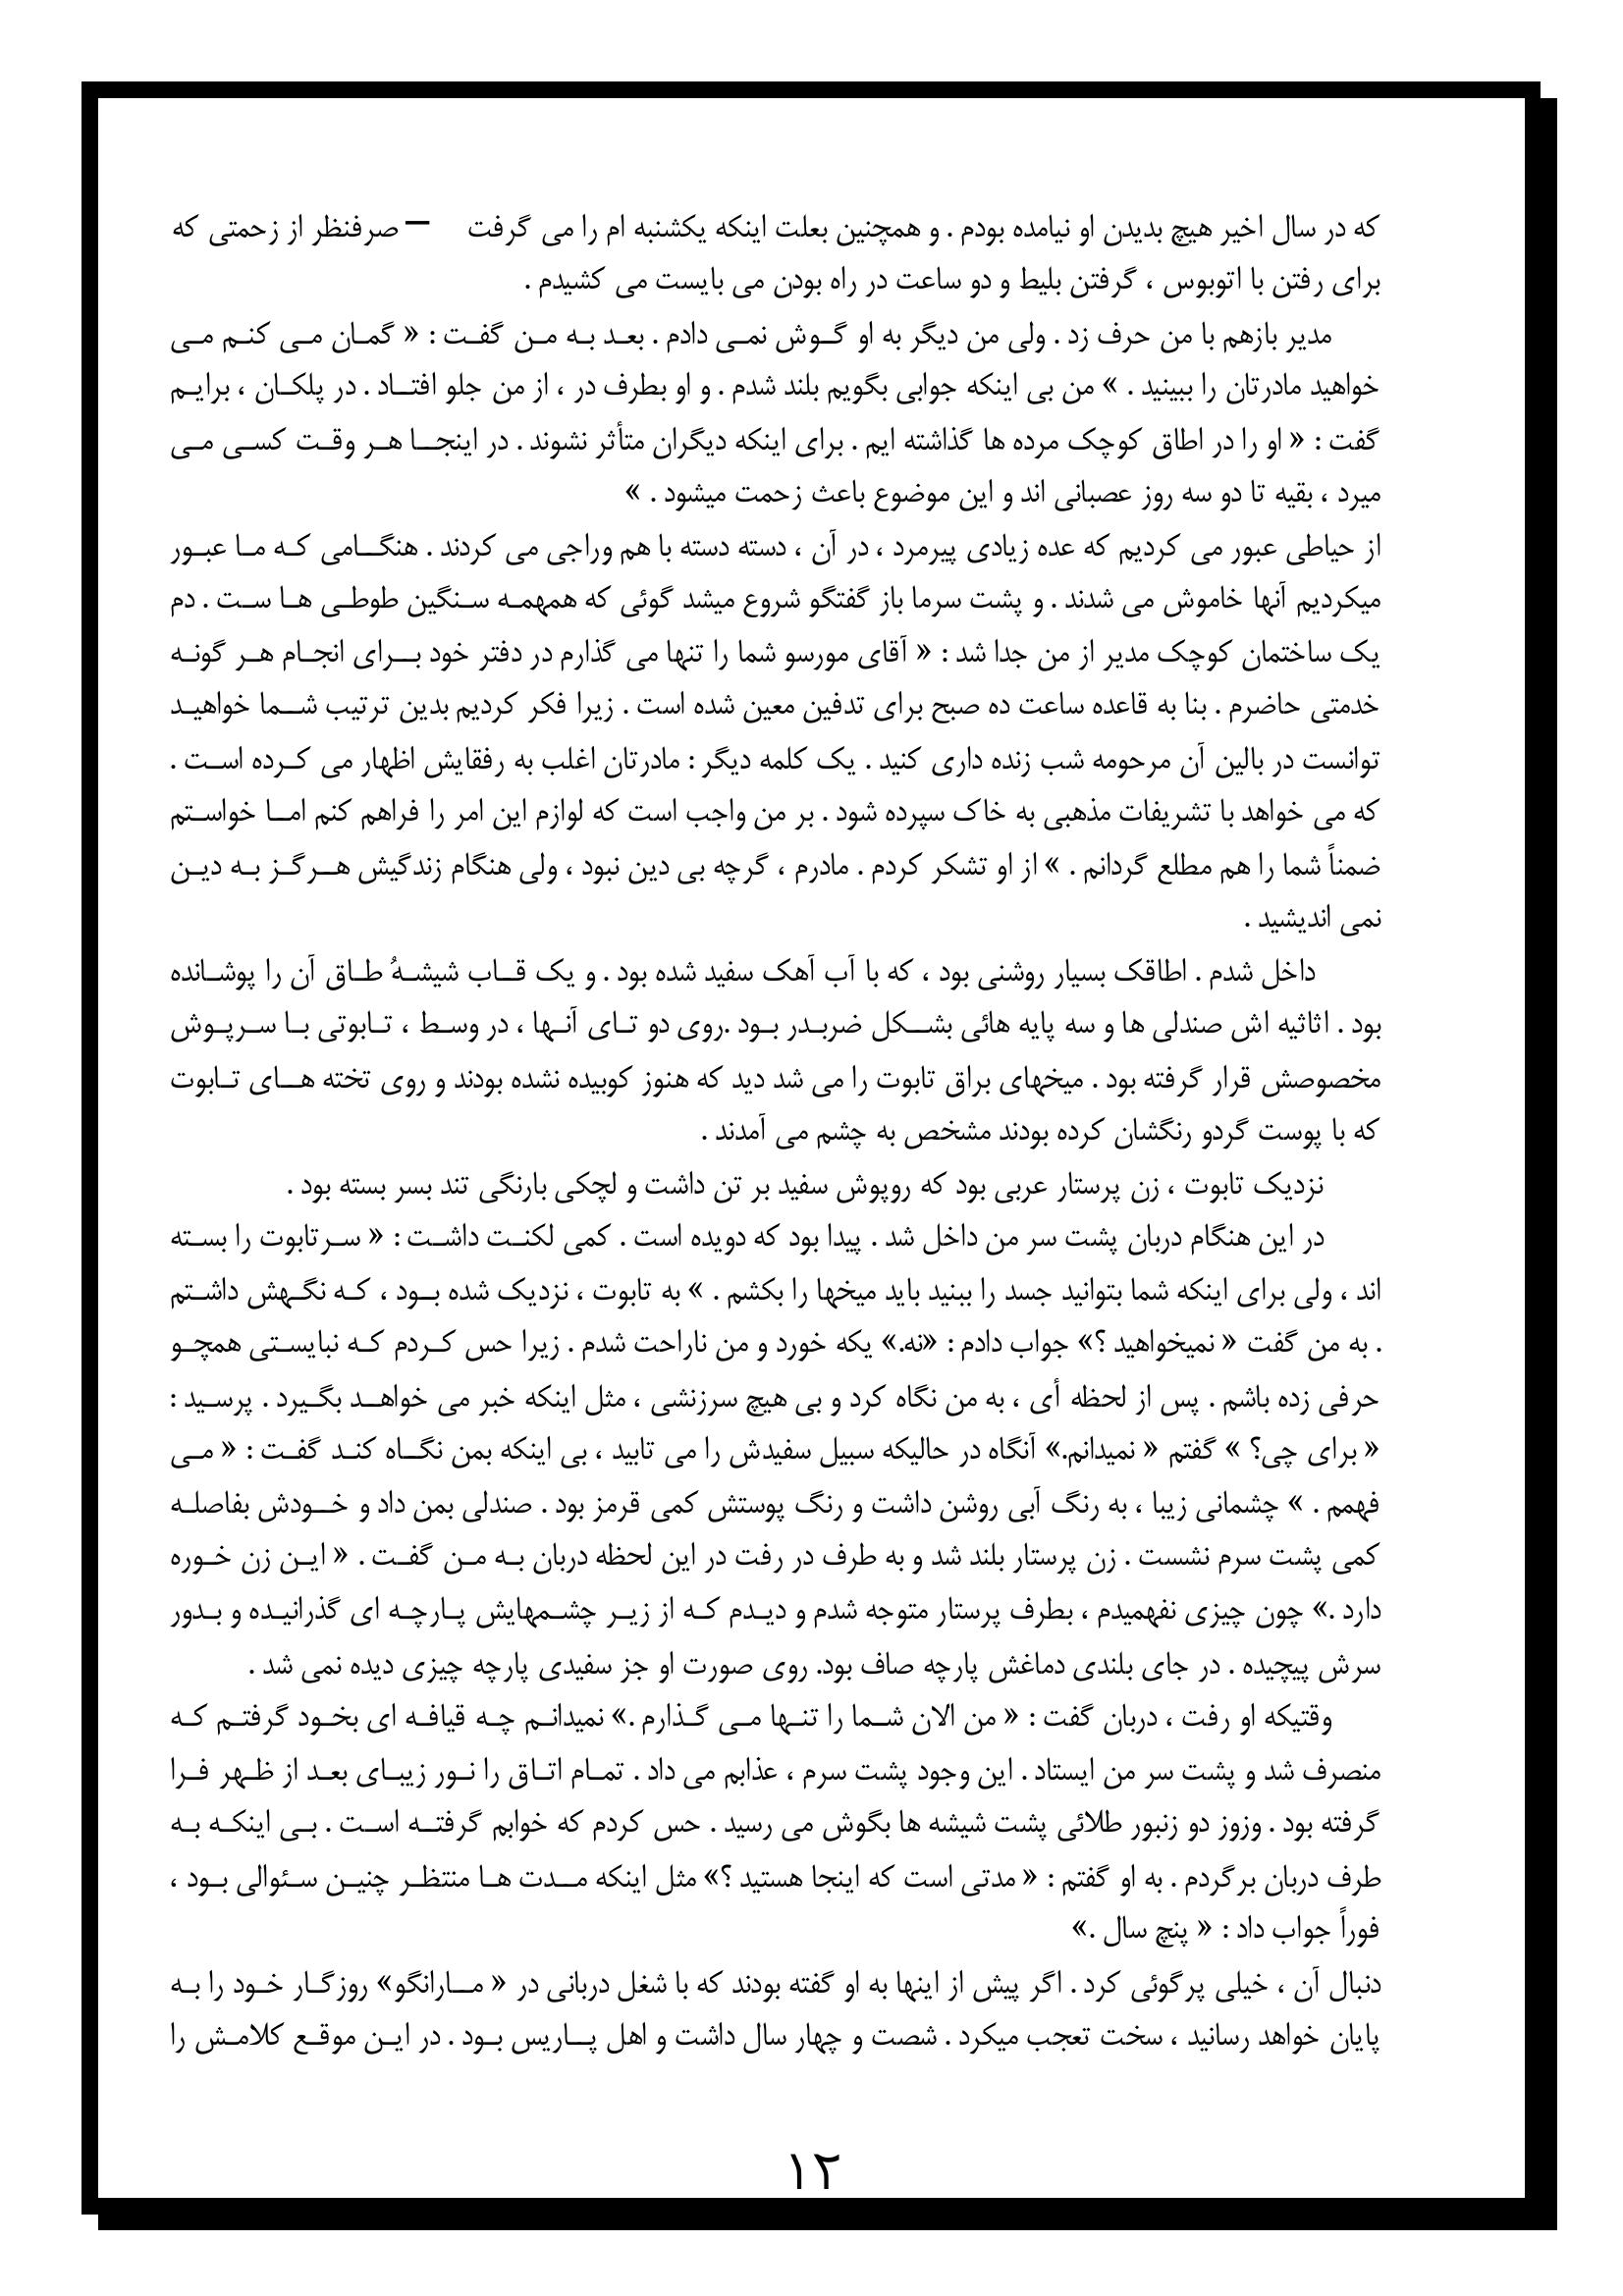 که در سال اخیر هیچ بدیدن او نیامده بودم . و همچنین بعلت اینکه یکشنبه ام را می گرفت – صرفنظر از زحمتی که
برای رفتن با اتوبوس ، گرفتن بلیط و دو ساعت در راه بودن می بایست می کشیدم .
مدیر بازهم با من حرف زد . ولی من دیگر به او گوش نمی دادم . بعد به من گفت : « گمان می کنم می
خواهید مادرتان را ببینید . » من بی اینکه جوابی بگویم بلند شدم . و او بطرف در ، از من جلو افتاد . در پلکان ، برایم
گفت : « او را در اطاق کوچک مرده ها گذاشته ایم . برای اینکه دیگران متأثر نشوند . در اینجا هر وقت کسی می
میرد ، بقیه تا دو سه روز عصبانی اند و این موضوع باعث زحمت میشود . »
از حیاطی عبور می کردیم که عده زیادی پیرمرد ، در آن ، دسته دسته با هم وراجی می کردند . هنگامی که ما عبور
میکردیم آنها خاموش می شدند . و پشت سرما باز گفتگو شروع میشد گوئی که همهمه سنگین طوطی ها ست . دم
یک ساختمان کوچک مدیر از من جدا شد : « آقای مورسو شما را تنها می گذارم در دفتر خود برای انجام هر گونه
خدمتی حاضرم . بنا به قاعده ساعت ده صبح برای تدفین معین شده است . زیرا فکر کردیم بدین ترتیب شما خواهید
توانست در بالین آن مرحومه شب زنده داری کنید . یک کلمه دیگر : مادرتان اغلب به رفقایش اظهار می کرده است .
که می خواهد با تشریفات مذهبی به خاک سپرده شود . بر من واجب است که لوازم این امر را فراهم کنم اما خواستم
ضمناً شما را هم مطلع گردانم . » از او تشکر کردم . مادرم ، گرچه بی دین نبود ، ولی هنگام زندگیش هرگز به دین
نمی اندیشید .
داخل شدم . اطاقک بسیار روشنی بود ، که با آب آهک سفید شده بود . و یک قاب شیشهُ طاق آن را پوشانده
بود . اثاثیه اش صندلی ها و سه پایه هائی بشکل ضربدر بود .روی دو تای آنها ، در وسط ، تابوتی با سرپوش
مخصوصش قرار گرفته بود . میخهای براق تابوت را می شد دید که هنوز کوبیده نشده بودند و روی تخته های تابوت
که با پوست گردو رنگشان کرده بودند مشخص به چشم می آمدند .
نزدیک تابوت ، زن پرستار عربی بود که روپوش سفید بر تن داشت و لچکی بارنگی تند بسر بسته بود .
در این هنگام دربان پشت سر من داخل شد . پیدا بود که دویده است . کمی لکنت داشت : « سرتابوت را بسته
اند ، ولی برای اینکه شما بتوانید جسد را ببنید باید میخها را بکشم . » به تابوت ، نزدیک شده بود ، که نگهش داشتم
. به من گفت « نمیخواهید ؟» جواب دادم : «نه.» یکه خورد و من ناراحت شدم . زیرا حس کردم که نبایستی همچو
حرفی زده باشم . پس از لحظه أی ، به من نگاه کرد و بی هیچ سرزنشی ، مثل اینکه خبر می خواهد بگیرد . پرسید :
« برای چی؟ » گفتم « نمیدانم.» آنگاه در حالیکه سبیل سفیدش را می تابید ، بی اینکه بمن نگاه کند گفت : « می
فهمم . » چشمانی زیبا ، به رنگ آبی روشن داشت و رنگ پوستش کمی قرمز بود . صندلی بمن داد و خودش بفاصله
کمی پشت سرم نشست . زن پرستار بلند شد و به طرف در رفت در این لحظه دربان به من گفت . « این زن خوره
دارد .» چون چیزی نفهمیدم ، بطرف پرستار متوجه شدم و دیدم که از زیر چشمهایش پارچه ای گذرانیده و بدور
سرش پیچیده . در جای بلندی دماغش پارچه صاف بود. روی صورت او جز سفیدی پارچه چیزی دیده نمی شد .
وقتیکه او رفت ، دربان گفت : « من الان شما را تنها می گذارم .» نمیدانم چه قیافه ای بخود گرفتم که
منصرف شد و پشت سر من ایستاد . این وجود پشت سرم ، عذابم می داد . تمام اتاق را نور زیبای بعد از ظهر فرا
گرفته بود . وزوز دو زنبور طلائی پشت شیشه ها بگوش می رسید . حس کردم که خوابم گرفته است . بی اینکه به
طرف دربان برگردم . به او گفتم : « مدتی است که اینجا هستید ؟» مثل اینکه مدت ها منتظر چنین سئوالی بود ،
فوراً جواب داد : « پنج سال .»
دنبال آن ، خیلی پرگوئی کرد . اگر پیش از اینها به او گفته بودند که با شغل دربانی در « مارانگو» روزگار خود را به
پایان خواهد رسانید ، سخت تعجب میکرد . شصت و چهار سال داشت و اهل پاریس بود . در این موقع کلامش را
۱۲